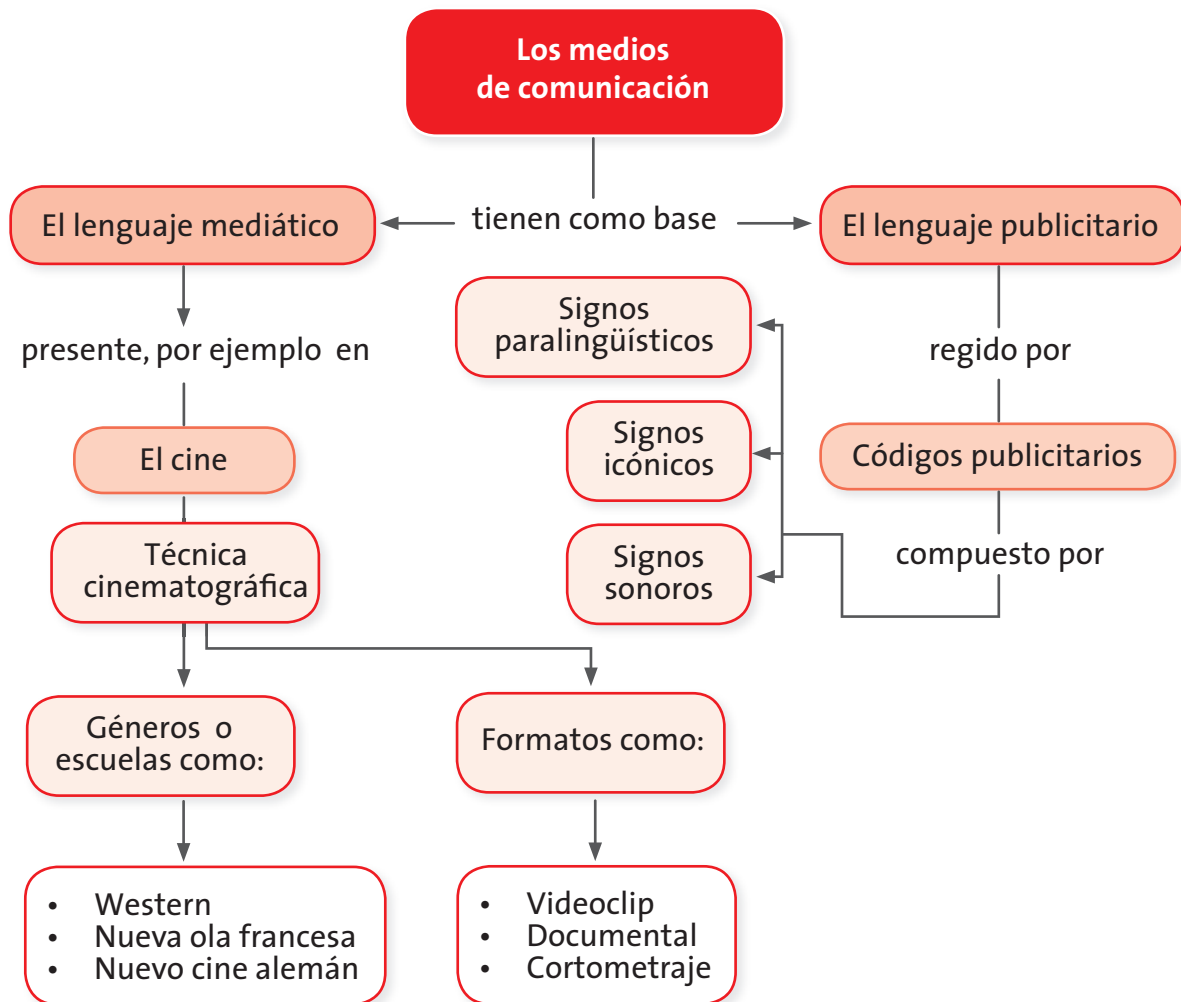 Los medios
de comunicación
El lenguaje mediático
tienen como base
El lenguaje publicitario
presente, por ejemplo  en
Signos
paralingüísticos
regido por
El cine
Signos
icónicos
Códigos publicitarios
Técnica
cinematográfica
Signos
sonoros
compuesto por
Géneros  o
escuelas como:
Formatos como:
• Western
• Nueva ola francesa
• Nuevo cine alemán
• Videoclip
• Documental
• Cortometraje